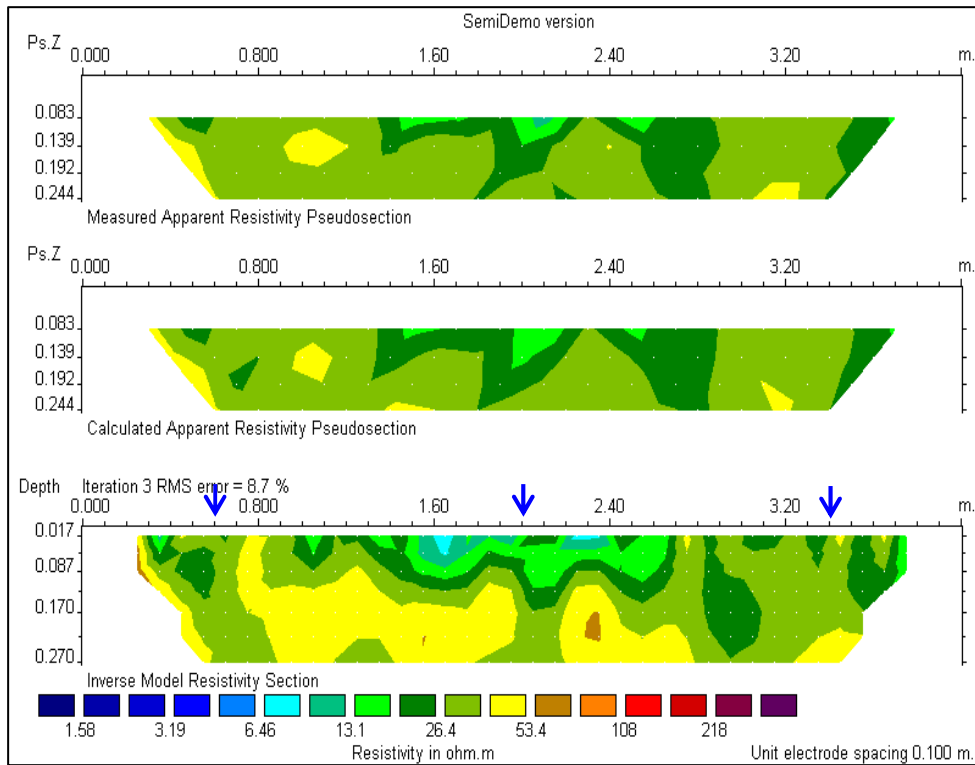 SemiDemo version
Ps.Z 0.000 0.800 1.60 2.40 3.20 m.
0.083
0.139
0.192
0.244
Measured Apparent Resistivity Pseudosection
Ps.Z 0.000 0.800 1.60 2.40 3.20 m.
0.083
0.139
0.192
0.244
Calculated Apparent Resistivity Pseudosection
Depth Iteration 3 RMS error = 8.7 %
0.000 0.800 1.60 2.40 3.20 m.
0.017
0.087
0.170
0.270
Inverse Model Resistivity Section
1.58 3.19 6.46 13.1 26.4 53.4 108 218
Resistivity in ohm.m Unit electrode spacing 0.100 m.